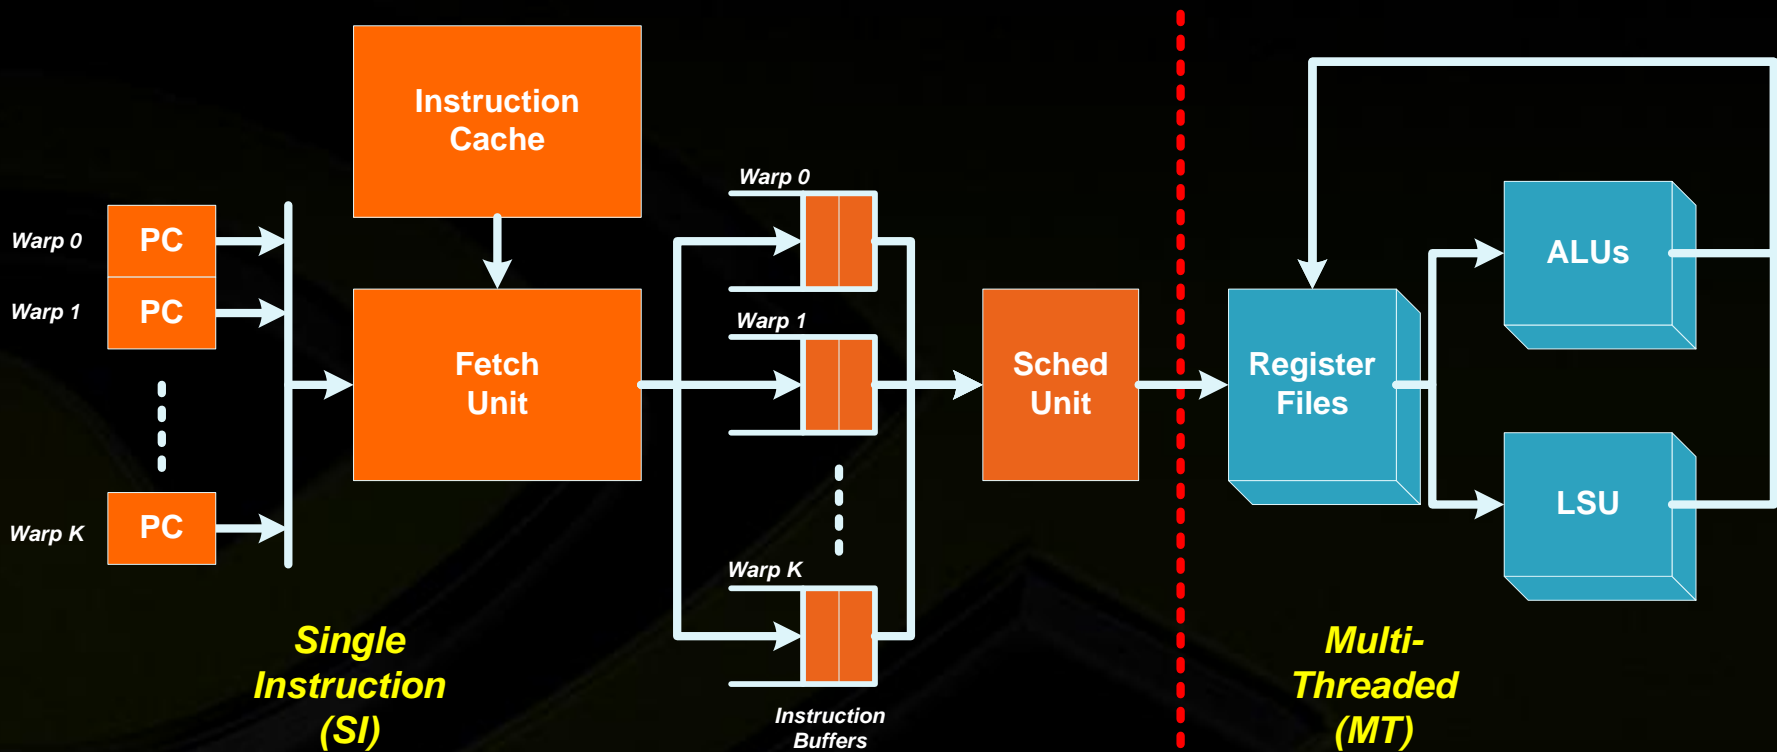 Instruction
Cache
Warp 0
PC
Warp 1
PC
Warp K
PC
Fetch
Unit
Warp 0
Warp 1
Warp K
Instruction
Buffers
Sched
Unit
Register
Files
ALUs
LSU
Single
Instruction
(SI)
Multi-
Threaded
(MT)